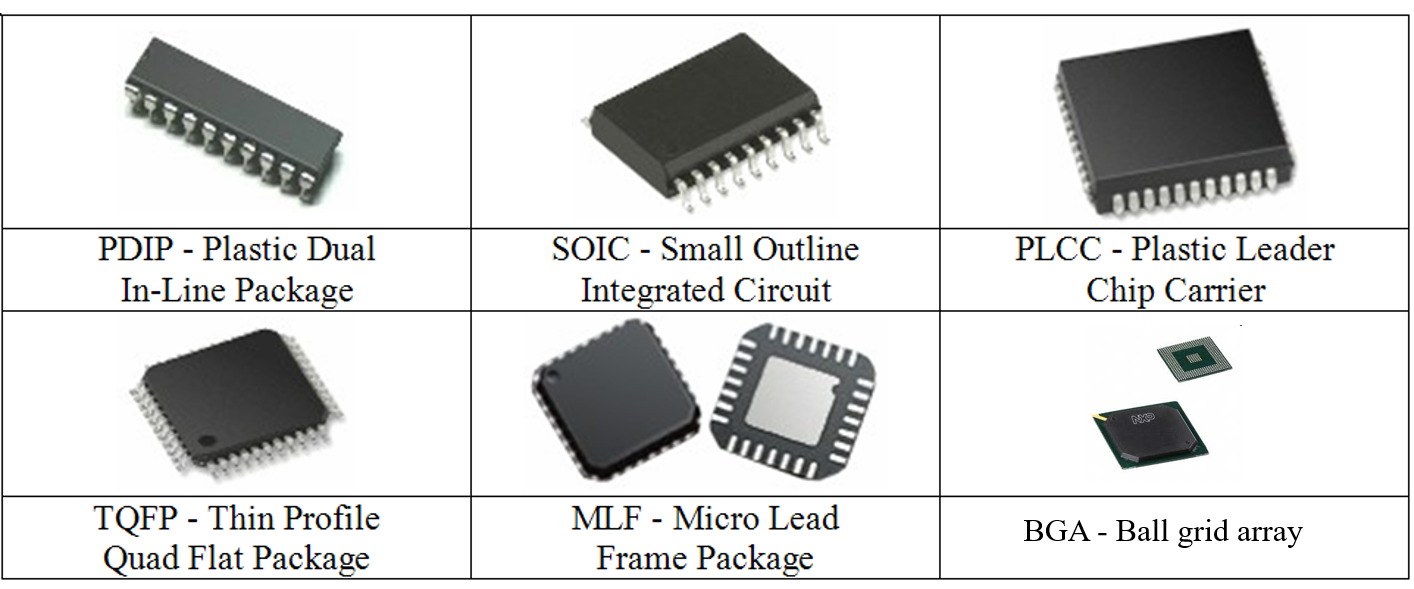 PDIP - Plastic Dual
In-Line Package
SOIC - Small Outline
Integrated Circuit
PLCC - Plastic Leader
Chip Carrier
NXP
TQFP - Thin Profile
Quad Flat Package
MLF - Micro Lead
Frame Package
BGA - Ball grid array